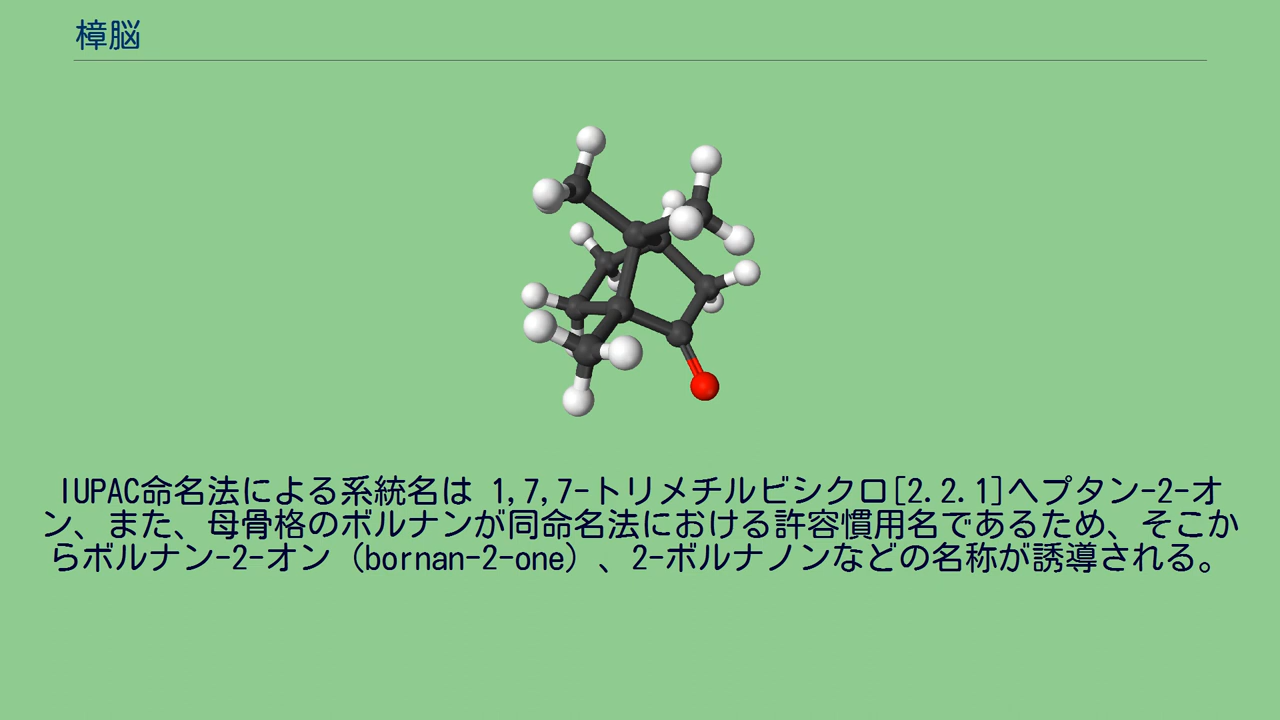 樟脳
IUPAC命名法による系統名は 1,7,7-トリメチルビシクロ[2.2.1]ヘプタン-2-オ
ン、また、母骨格のボルナンが同命名法における許容慣用名であるため、そこか
らボルナン-2-オン（bornan-2-one）、2-ボルナノンなどの名称が誘導される。